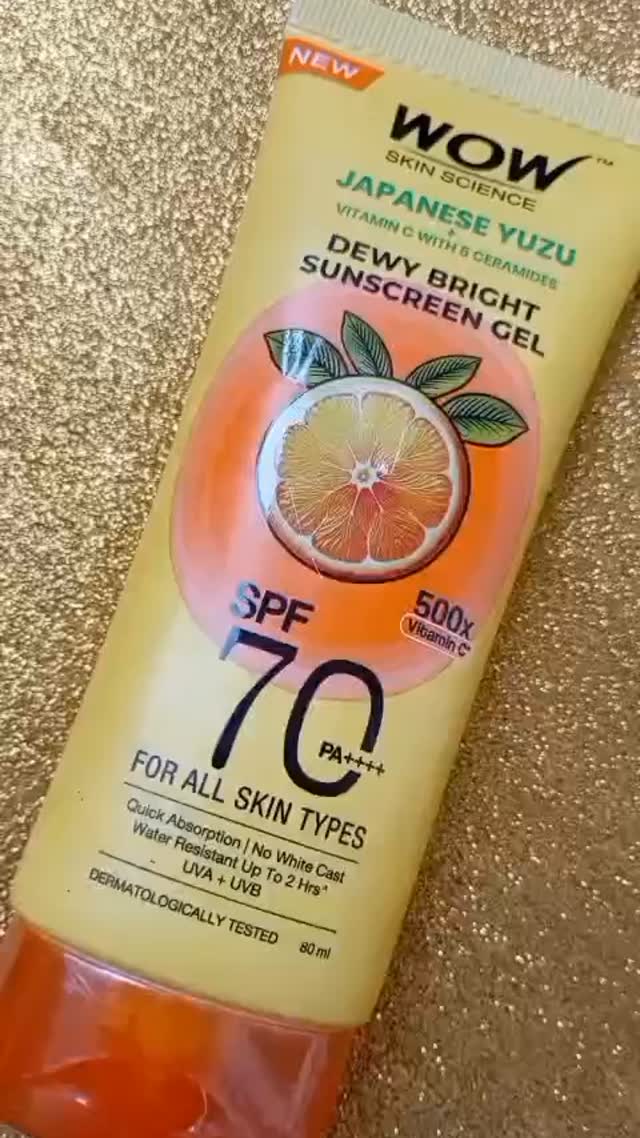 NEW
WOW™
SKIN SCIENCE
JAPANESE YUZU
+
VITAMIN C WITH 5 CERAMIDES
DEWY BRIGHT
SUNSCREEN GEL
SPF
70
PA++++
500x
Vitamin C*
FOR ALL SKIN TYPES
Quick Absorption | No White Cast
Water Resistant Up To 2 Hrs^
UVA + UVB
DERMATOLOGICALLY TESTED 80 ml